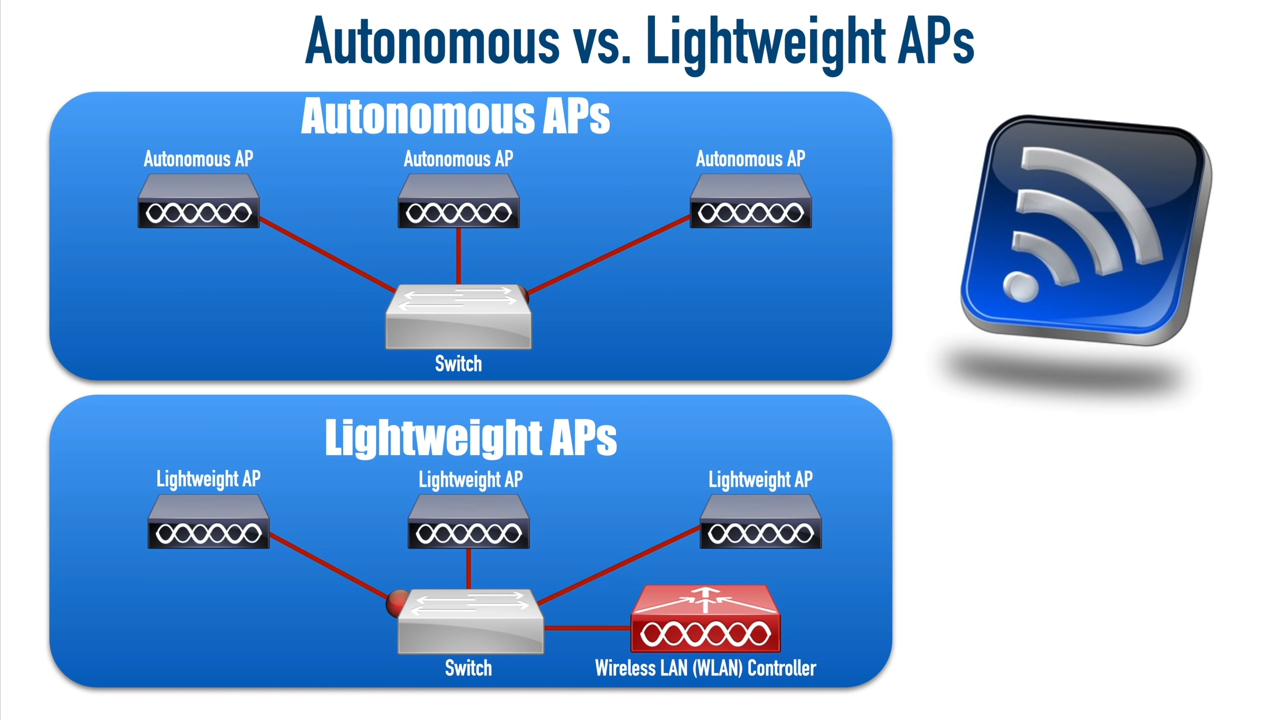 Autonomous vs. Lightweight APs
Autonomous APs
Autonomous AP
Autonomous AP
Autonomous AP
Switch
Lightweight APs
Lightweight AP
Lightweight AP
Lightweight AP
Switch
Wireless LAN (WLAN) Controller